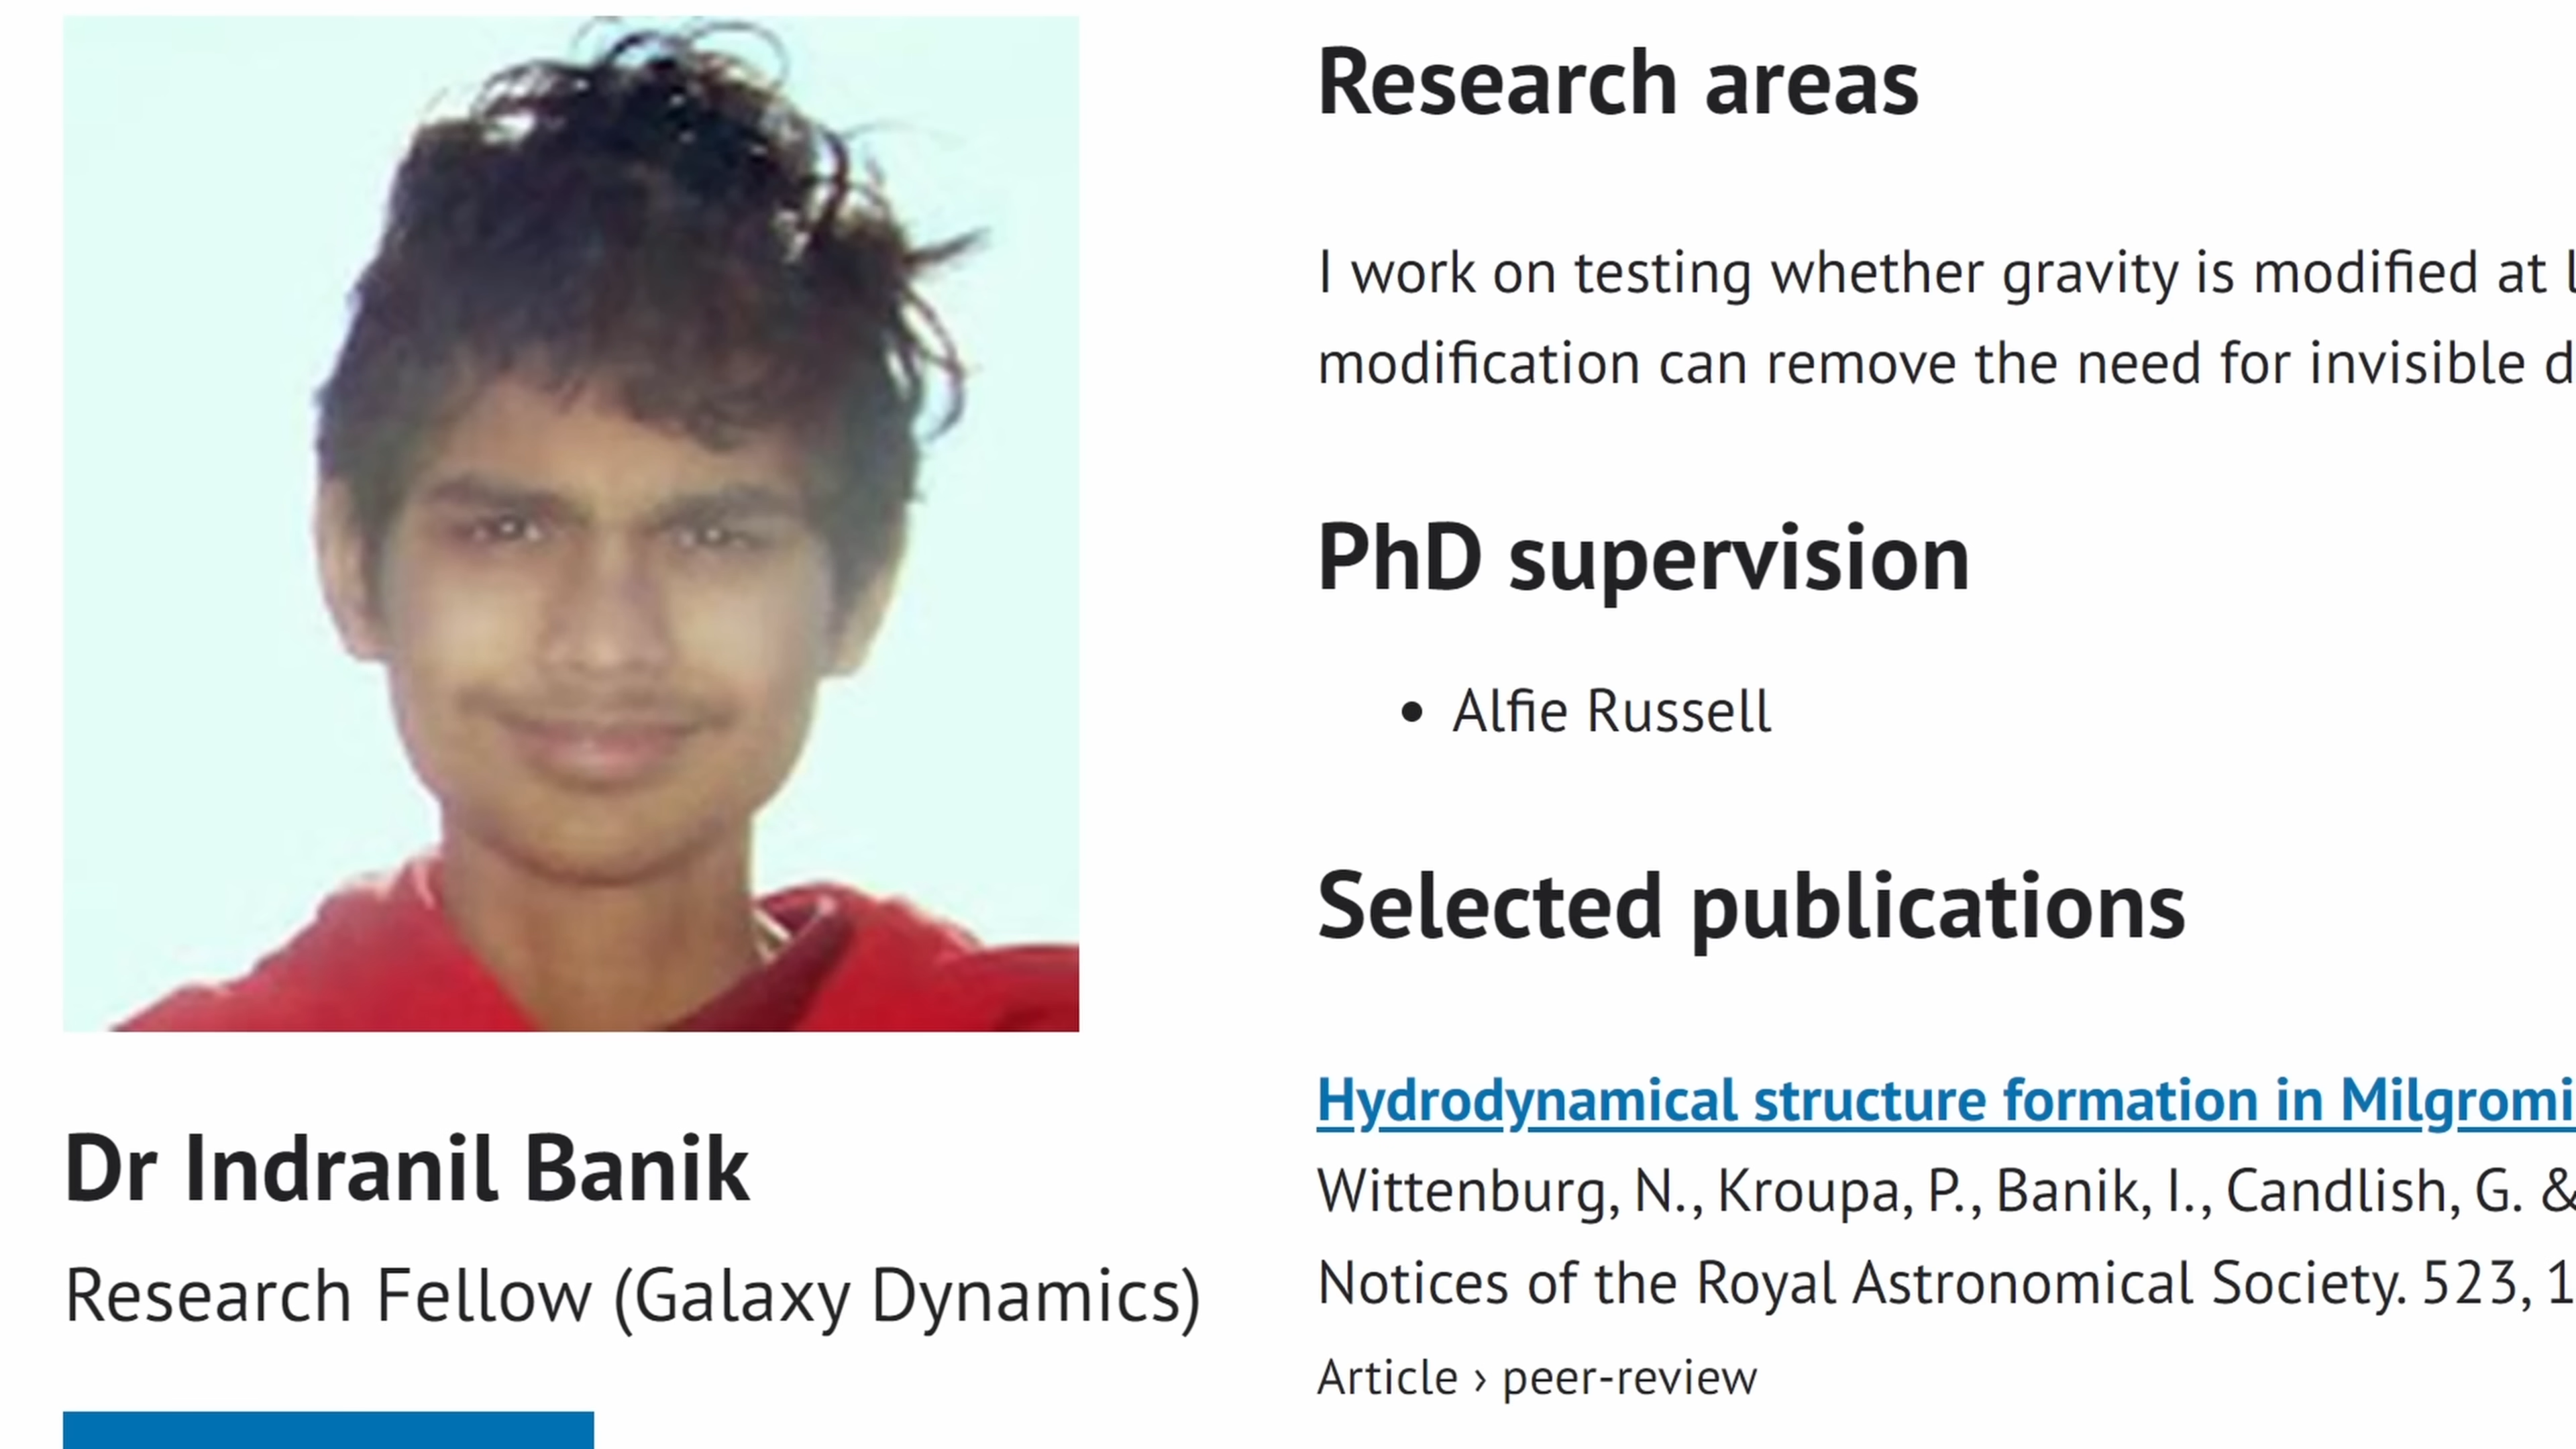 Dr Indranil Banik
Research Fellow (Galaxy Dynamics)
Research areas
I work on testing whether gravity is modified at
modification can remove the need for invisible
PhD supervision
• Alfie Russell
Selected publications
Hydrodynamical structure formation in Milgromi
Wittenburg, N., Kroupa, P., Banik, I., Candlish, G. &
Notices of the Royal Astronomical Society. 523, 1
Article › peer-review